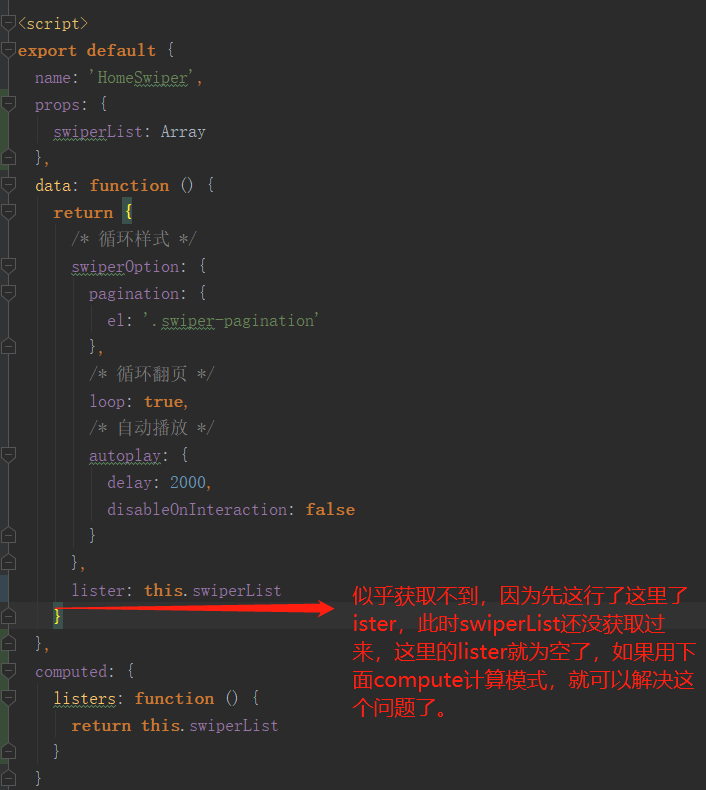 <script>
export default {
name: 'HomeSwiper',
props: {
swiperList: Array
},
data: function () {
return {
/* 循环样式 */
swiperOption: {
pagination: {
el: '.swiper-pagination'
},
/* 循环翻页 */
loop: true,
/* 自动播放 */
autoplay: {
delay: 2000,
disableOnInteraction: false
}
},
lister: this.swiperList
}
},
computed: {
listers: function () {
return this.swiperList
}
}
似乎获取不到，因为先这行了这里了
ister，此时swiperList还没获取过
来，这里的lister就为空了，如果用下
面compute计算模式，就可以解决这
个问题了。